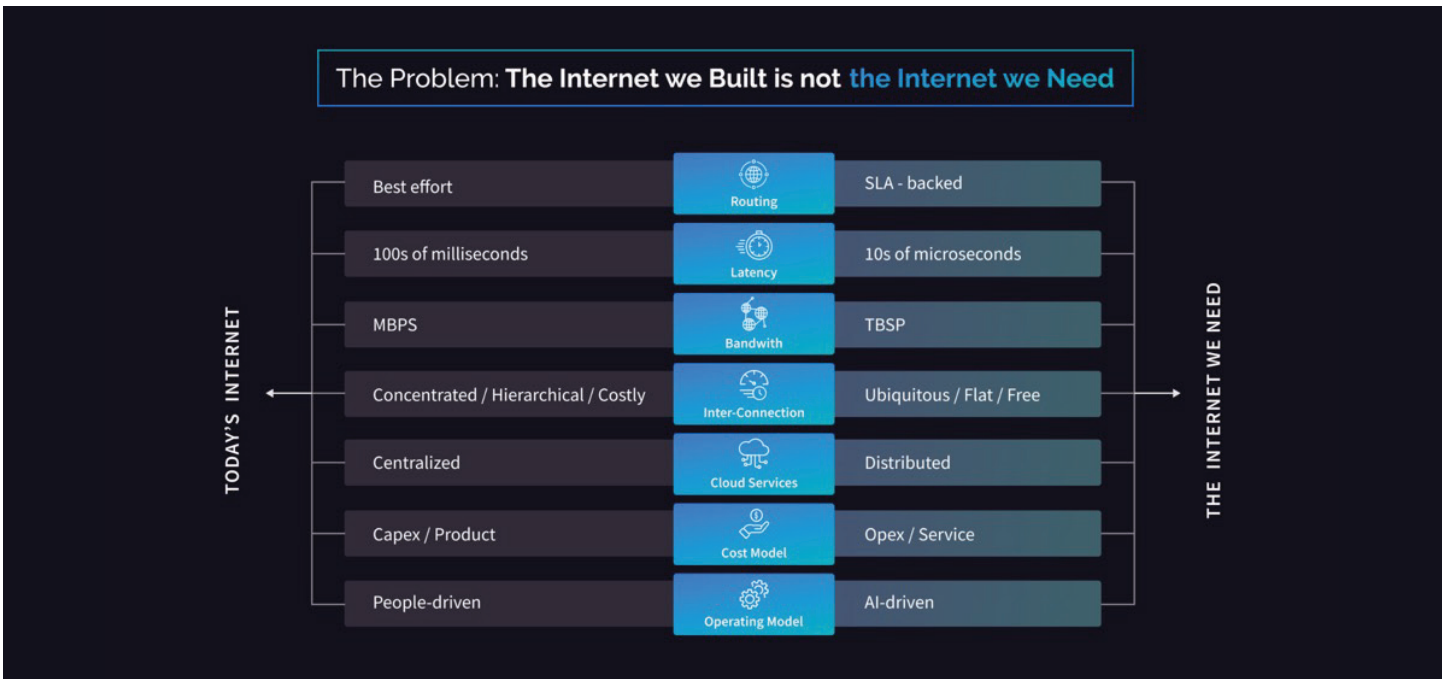 The Problem: The Internet we Built is not the Internet we Need
Best effort
Routing
SLA - backed
100s of milliseconds
Latency
10s of microseconds
MBPS
Bandwith
TBSP
Concentrated / Hierarchical / Costly
Inter-Connection
Ubiquitous / Flat / Free
Centralized
Cloud Services
Distributed
Capex / Product
Cost Model
Opex / Service
People-driven
Operating Model
AI-driven
TODAY'S INTERNET
THE INTERNET WE NEED